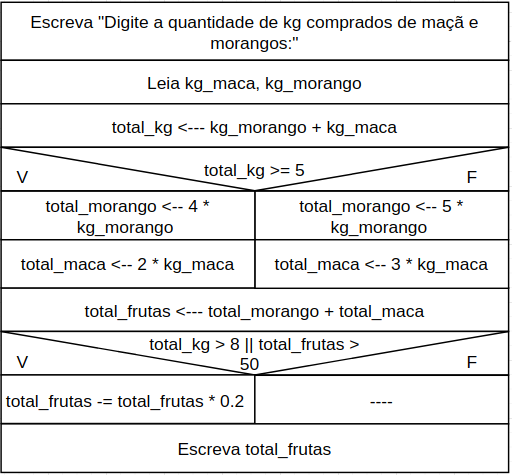 Escreva "Digite a quantidade de kg comprados de maçã e
morangos:"
Leia kg_maca, kg_morango
total_kg <--- kg_morango + kg_maca
total_kg >= 5
V
F
total_morango <-- 4 *
kg_morango
total_morango <-- 5 *
kg_morango
total_maca <-- 2 * kg_maca
total_maca <-- 3 * kg_maca
total_frutas <--- total_morango + total_maca
total_kg > 8 || total_frutas >
50
V
F
total_frutas -= total_frutas * 0.2
----
Escreva total_frutas